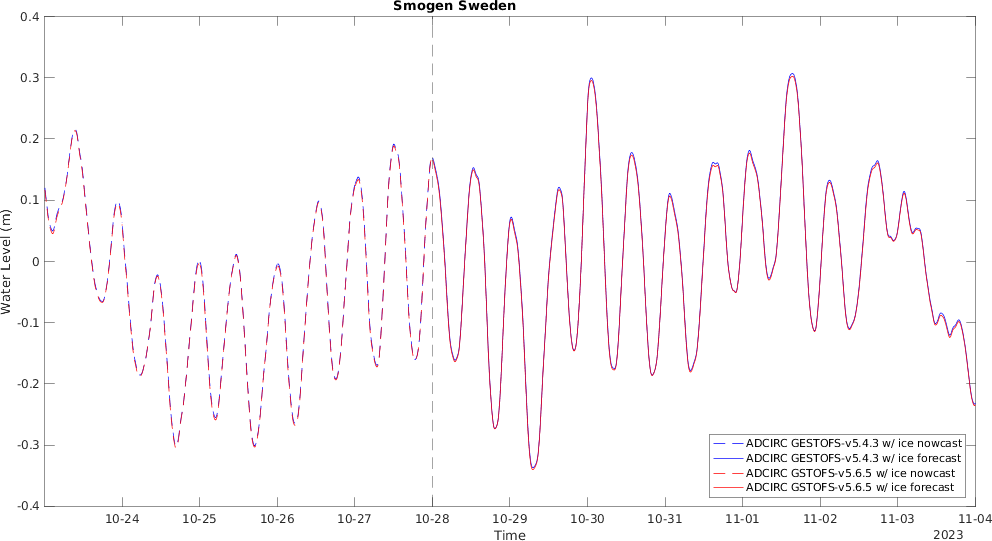 Smogen Sweden
0.4
0.3
0.2
0.1
0
-0.1
-0.2
-0.3
-0.4
Water Level (m)
10-24 10-25 10-26 10-27 10-28 10-29 10-30 10-31 11-01 11-02 11-03 11-04
Time
2023
ADCIRC GESTOFS-v5.4.3 w/ ice nowcast
ADCIRC GESTOFS-v5.4.3 w/ ice forecast
ADCIRC GSTOFS-v5.6.5 w/ ice nowcast
ADCIRC GSTOFS-v5.6.5 w/ ice forecast